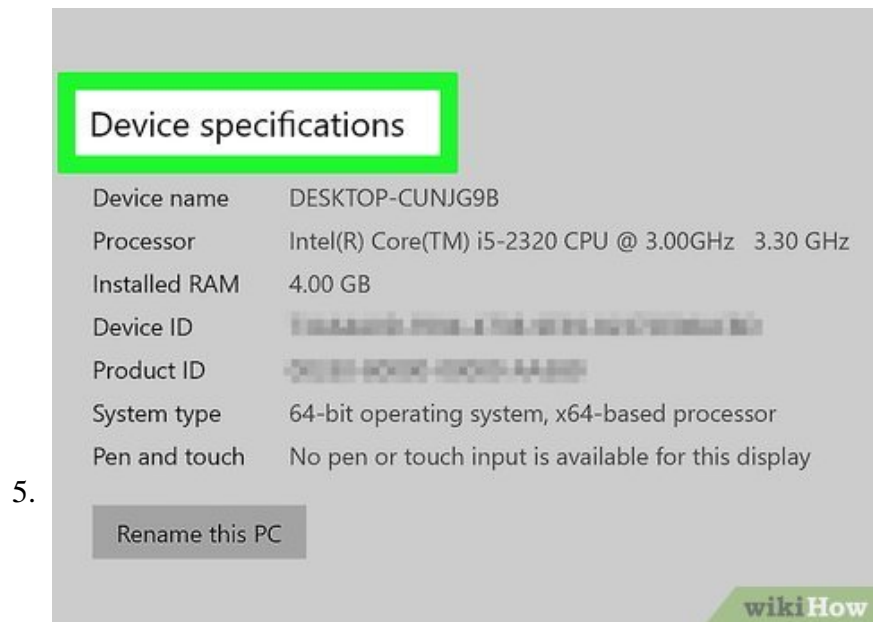 Device specifications
Device name DESKTOP-CUNJG9B
Processor Intel(R) Core(TM) i5-2320 CPU @ 3.00GHz 3.30 GHz
Installed RAM 4.00 GB
Device ID
Product ID
System type 64-bit operating system, x64-based processor
Pen and touch No pen or touch input is available for this display
5.
Rename this PC
wikiHow